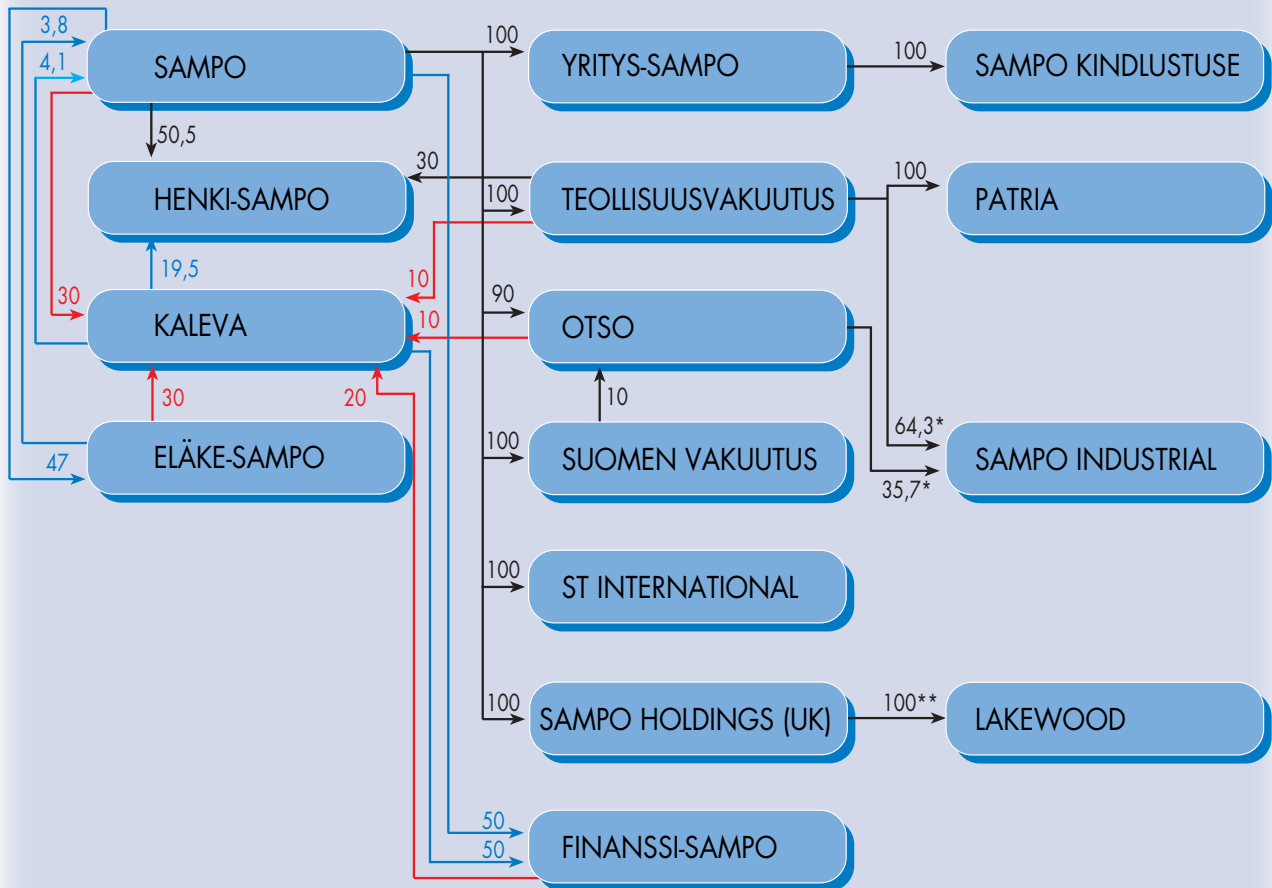 3,8
SAMPO
100
YRITYS-SAMPO
100
SAMPO KINDLUSTUSE
4,1
50,5
HENKI-SAMPO
30
100
TEOLLISUUSVAKUUTUS
100
PATRIA
19,5
30
KALEVA
10
10
90
OTSO
30
20
10
64,3*
47
ELÄKE-SAMPO
100
SUOMEN VAKUUTUS
SAMPO INDUSTRIAL
35,7*
100
ST INTERNATIONAL
100
SAMPO HOLDINGS (UK)
100**
LAKEWOOD
50
50
FINANSSI-SAMPO